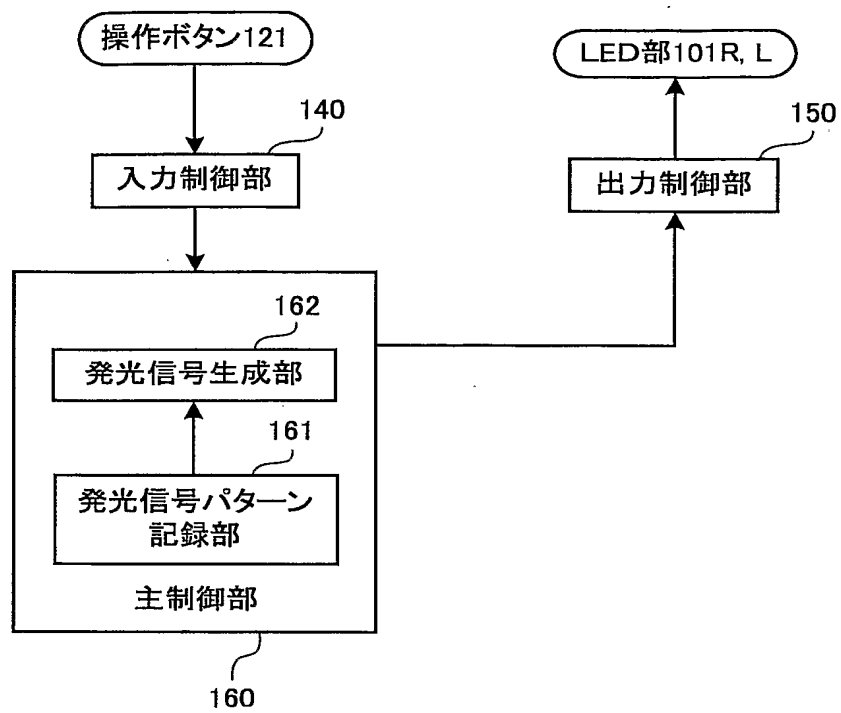 操作ボタン121
LED部101R, L
140
150
入力制御部
出力制御部
162
発光信号生成部
161
発光信号パターン
記録部
主制御部
160